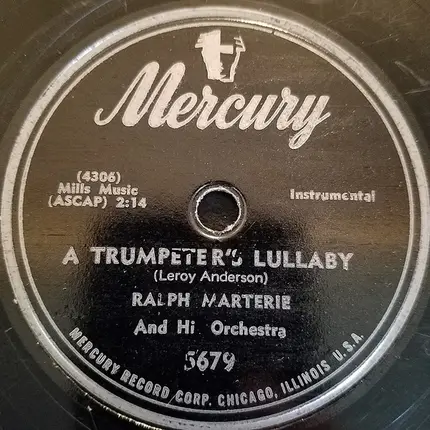 Mercury
(4306)
Mills Music
(ASCAP) 2:14
Instrumental
A TRUMPETER'S LULLABY
(Leroy Anderson)
RALPH MARTERIE
And Hi Orchestra
5679
MERCURY RECORD CORP. CHICAGO, ILLINOIS U.S.A.